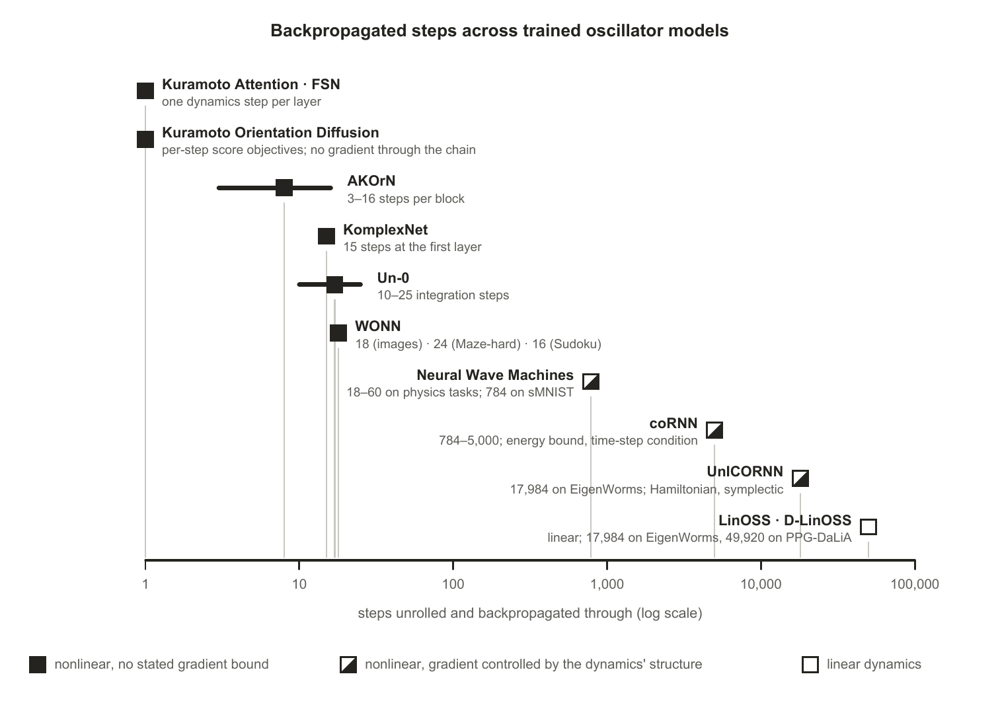 Backpropagated steps across trained oscillator models
Kuramoto Attention · FSN
one dynamics step per layer
Kuramoto Orientation Diffusion
per-step score objectives; no gradient through the chain
AKOrN
3–16 steps per block
KomplexNet
15 steps at the first layer
Un-0
10–25 integration steps
WONN
18 (images) · 24 (Maze-hard) · 16 (Sudoku)
Neural Wave Machines
18–60 on physics tasks; 784 on sMNIST
coRNN
784–5,000; energy bound, time-step condition
UnICORNN
17,984 on EigenWorms; Hamiltonian, symplectic
LinOSS · D-LinOSS
linear; 17,984 on EigenWorms, 49,920 on PPG-DaLiA
1 10 100 1,000 10,000 100,000
steps unrolled and backpropagated through (log scale)
nonlinear, no stated gradient bound nonlinear, gradient controlled by the dynamics' structure linear dynamics